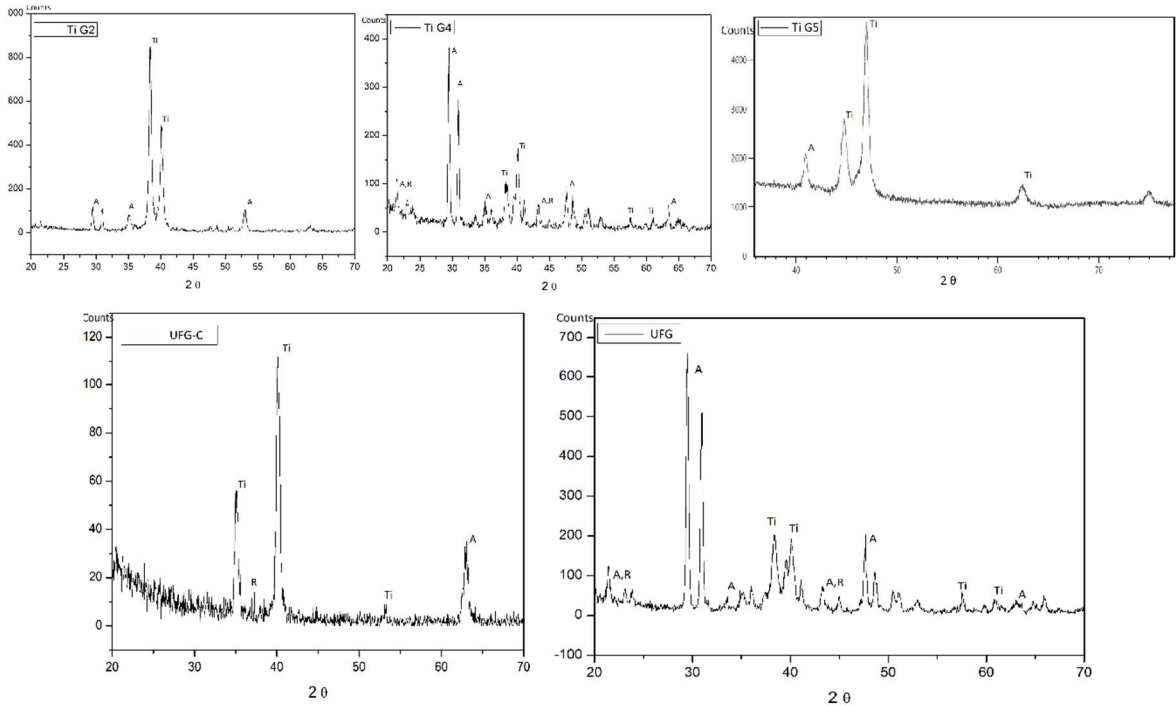 000
Ti G2
Ti
800
600
Ti
400
200
A
A
A
0
20 25 30 35 40 45 50 55 60 65 70
2 θ
Counts
Ti G4
400
A
300
A
200
Ti
100
A,R
Ti
A
A,R
A
Ti
Ti
A
0
20 25 30 35 40 45 50 55 60 65 70
2 θ
Counts
Ti G5
Ti
4000
3000
Ti
2000
A
Ti
1000
0
40 50 60 70
2 θ
Counts
UFG-C
120
Ti
100
80
60
Ti
40
A
20
R
Ti
0
20 30 40 50 60 70
2 θ
Counts
UFG
700
A
600
500
400
300
Ti
Ti
200
A
100
A,R
A
A,R
Ti
Ti
A
0
-100
20 30 40 50 60 70
2 θ